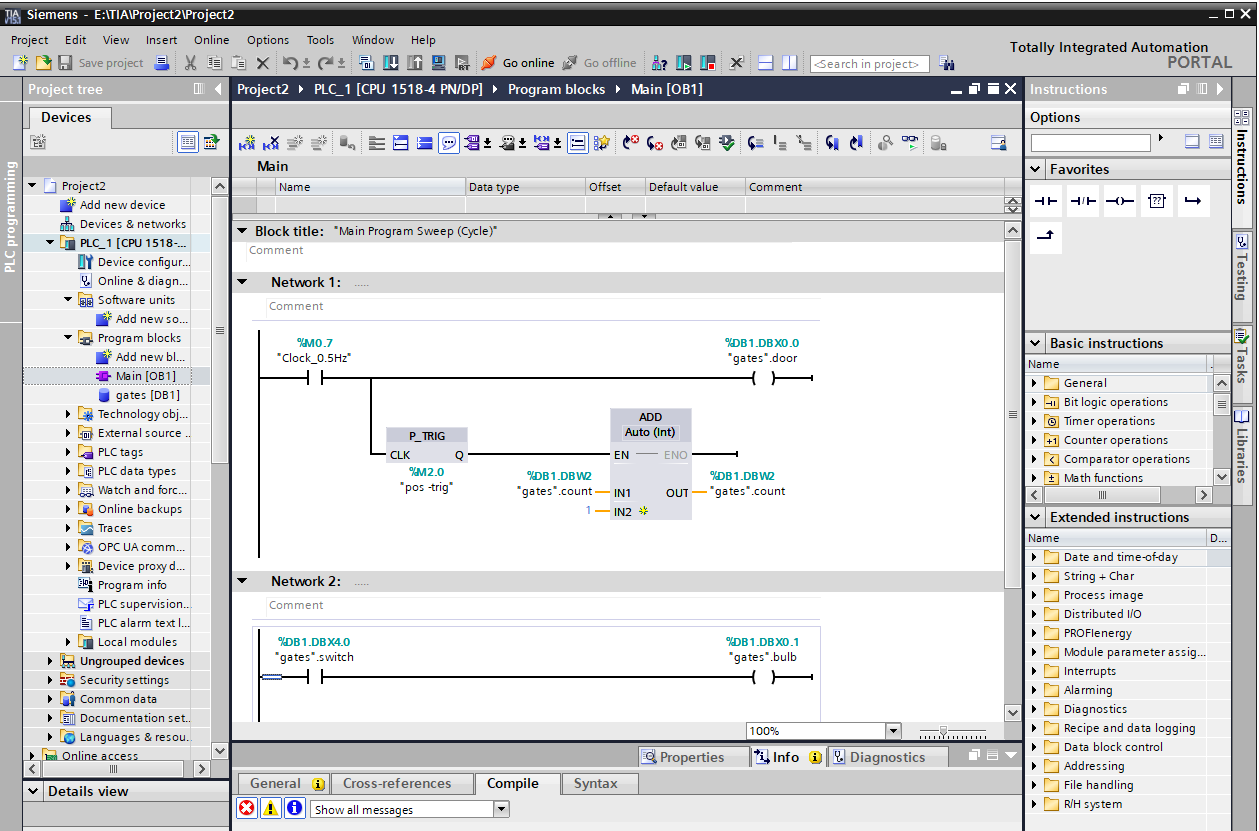 Siemens - E:\TIA\Project2\Project2
Project Edit View Insert Online Options Tools Window Help
Totally Integrated Automation
PORTAL
Save project
Go online
Go offline
<Search in project>
Project tree
Devices
PLC programming
Project2
Add new device
Devices & networks
PLC_1 [CPU 1518-...
Device configur...
Online & diagn...
Software units
Add new so...
Program blocks
Add new bl...
Main [OB1]
gates [DB1]
Technology obj...
External source ...
PLC tags
PLC data types
Watch and forc...
Online backups
Traces
OPC UA comm...
Device proxy d...
Program info
PLC supervision...
PLC alarm text l...
Local modules
Ungrouped devices
Security settings
Common data
Documentation set...
Languages & resou...
Online access
Details view
Project2 PLC_1 [CPU 1518-4 PN/DP] Program blocks Main [OB1]
Main
Name Data type Offset Default value Comment
Block title: "Main Program Sweep (Cycle)"
Comment
Network 1: .....
Comment
%M0.7
"Clock_0.5Hz"
%DB1.DBX0.0
"gates".door
P_TRIG
CLK Q
%M2.0
"pos -trig"
ADD
Auto (Int)
EN ENO
%DB1.DBW2
"gates".count
IN1 OUT
%DB1.DBW2
"gates".count
1 IN2
Network 2: .....
Comment
%DB1.DBX4.0
"gates".switch
%DB1.DBX0.1
"gates".bulb
100%
Properties Info Diagnostics
General Cross-references Compile Syntax
Show all messages
Instructions
Options
Favorites
??
Basic instructions
Name
General
Bit logic operations
Timer operations
Counter operations
Comparator operations
Math functions
Extended instructions
Name D...
Date and time-of-day
String + Char
Process image
Distributed I/O
PROFIenergy
Module parameter assig...
Interrupts
Alarming
Diagnostics
Recipe and data logging
Data block control
Addressing
File handling
R/H system
Instructions
Testing
Tasks
Libraries